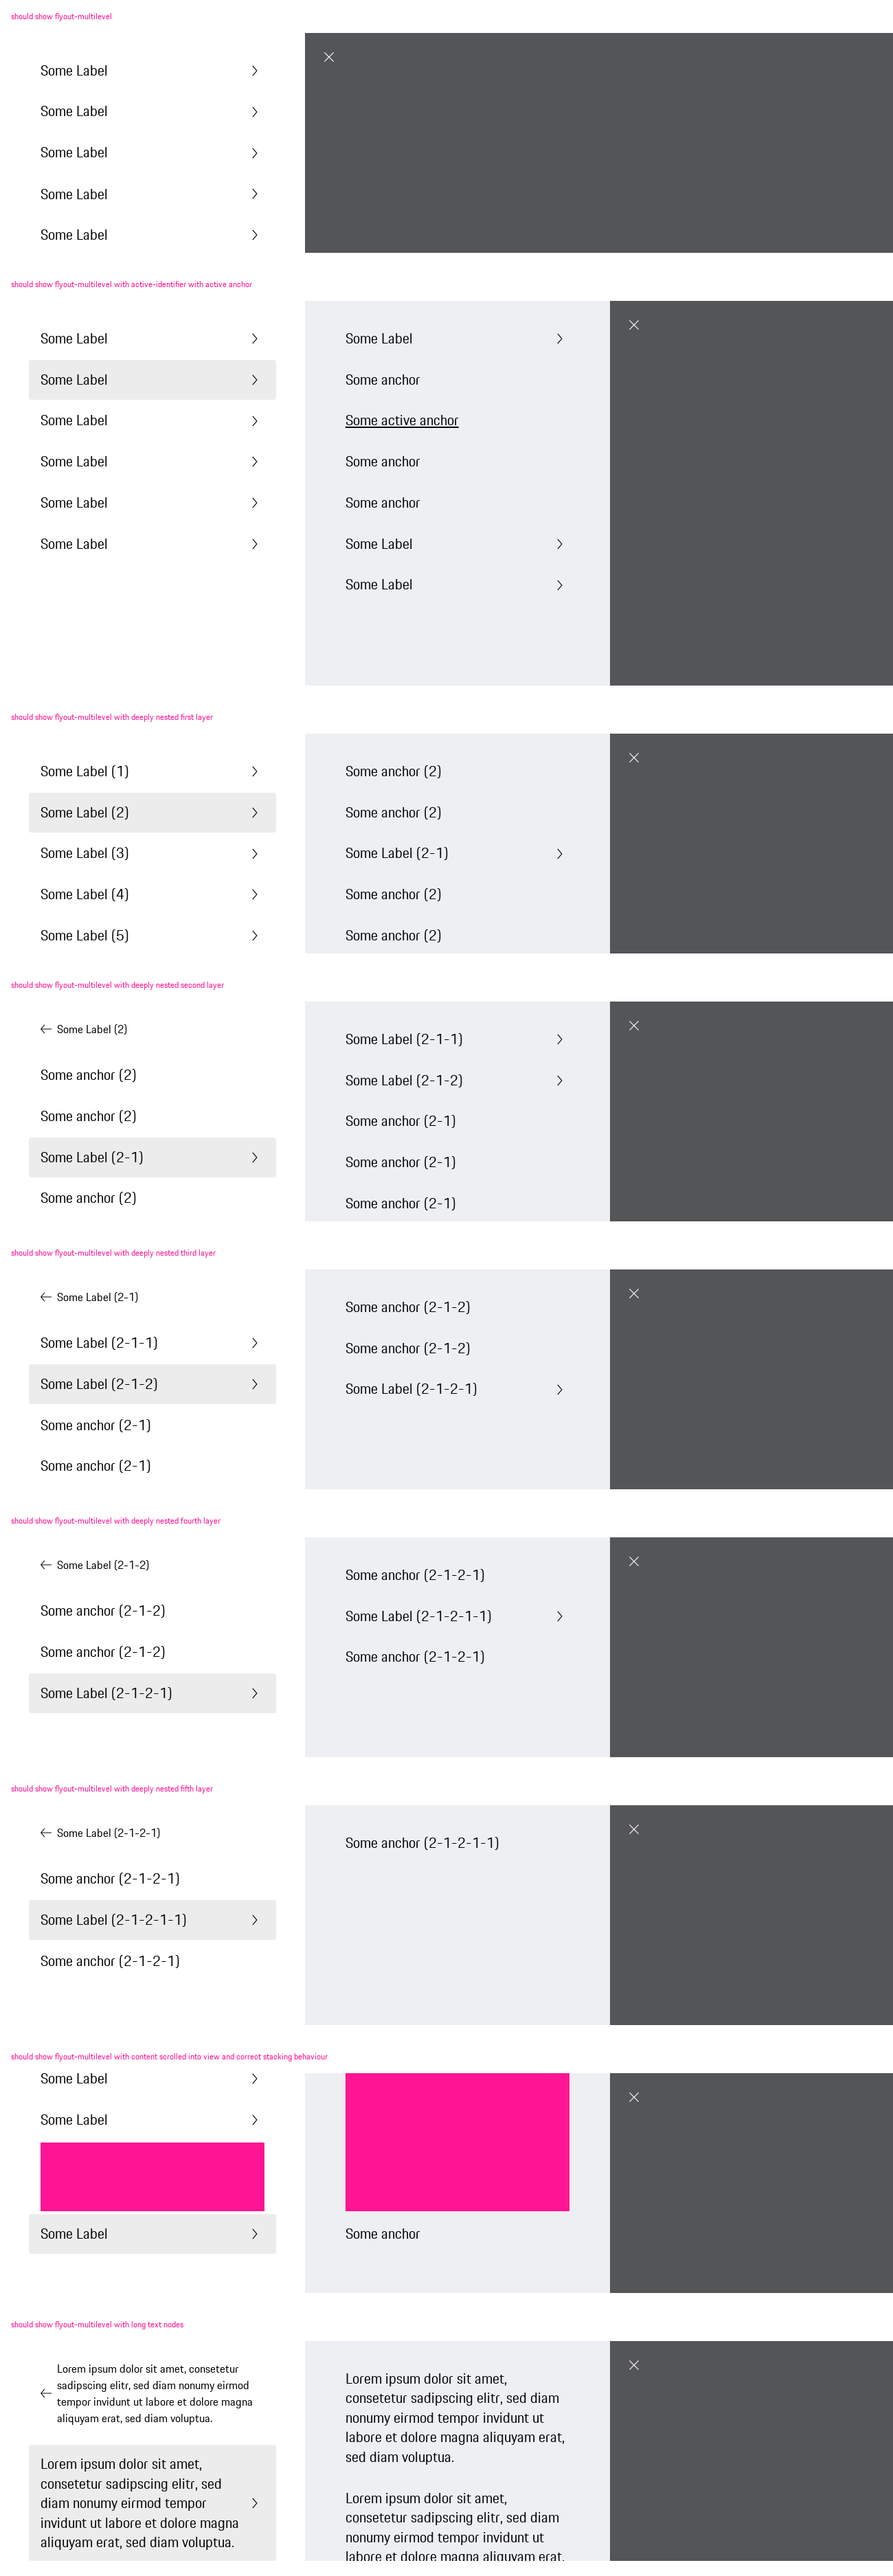 should show flyout-multilevel
Some Label
Some Label
Some Label
Some Label
Some Label
should show flyout-multilevel with active-identifier with active anchor
Some Label
Some Label
Some Label
Some Label
Some Label
Some Label
Some Label
Some anchor
Some active anchor
Some anchor
Some anchor
Some Label
Some Label
should show flyout-multilevel with deeply nested first layer
Some Label (1)
Some Label (2)
Some Label (3)
Some Label (4)
Some Label (5)
Some anchor (2)
Some anchor (2)
Some Label (2-1)
Some anchor (2)
Some anchor (2)
should show flyout-multilevel with deeply nested second layer
Some Label (2)
Some anchor (2)
Some anchor (2)
Some Label (2-1)
Some anchor (2)
Some Label (2-1-1)
Some Label (2-1-2)
Some anchor (2-1)
Some anchor (2-1)
Some anchor (2-1)
should show flyout-multilevel with deeply nested third layer
Some Label (2-1)
Some Label (2-1-1)
Some Label (2-1-2)
Some anchor (2-1)
Some anchor (2-1)
Some anchor (2-1-2)
Some anchor (2-1-2)
Some Label (2-1-2-1)
should show flyout-multilevel with deeply nested fourth layer
Some Label (2-1-2)
Some anchor (2-1-2)
Some anchor (2-1-2)
Some Label (2-1-2-1)
Some anchor (2-1-2-1)
Some Label (2-1-2-1-1)
Some anchor (2-1-2-1)
should show flyout-multilevel with deeply nested fifth layer
Some Label (2-1-2-1)
Some anchor (2-1-2-1)
Some Label (2-1-2-1-1)
Some anchor (2-1-2-1)
Some anchor (2-1-2-1-1)
should show flyout-multilevel with content scrolled into view and correct stacking behaviour
Some Label
Some Label
Some Label
Some anchor
should show flyout-multilevel with long text nodes
Lorem ipsum dolor sit amet, consetetur
sadipscing elitr, sed diam nonumy eirmod
tempor invidunt ut labore et dolore magna
aliquyam erat, sed diam voluptua.
Lorem ipsum dolor sit amet,
consetetur sadipscing elitr, sed
diam nonumy eirmod tempor
invidunt ut labore et dolore magna
aliquyam erat, sed diam voluptua.
Lorem ipsum dolor sit amet,
consetetur sadipscing elitr, sed diam
nonumy eirmod tempor invidunt ut
labore et dolore magna aliquyam erat,
sed diam voluptua.
Lorem ipsum dolor sit amet,
consetetur sadipscing elitr, sed diam
nonumy eirmod tempor invidunt ut
labore et dolore magna aliquyam erat,